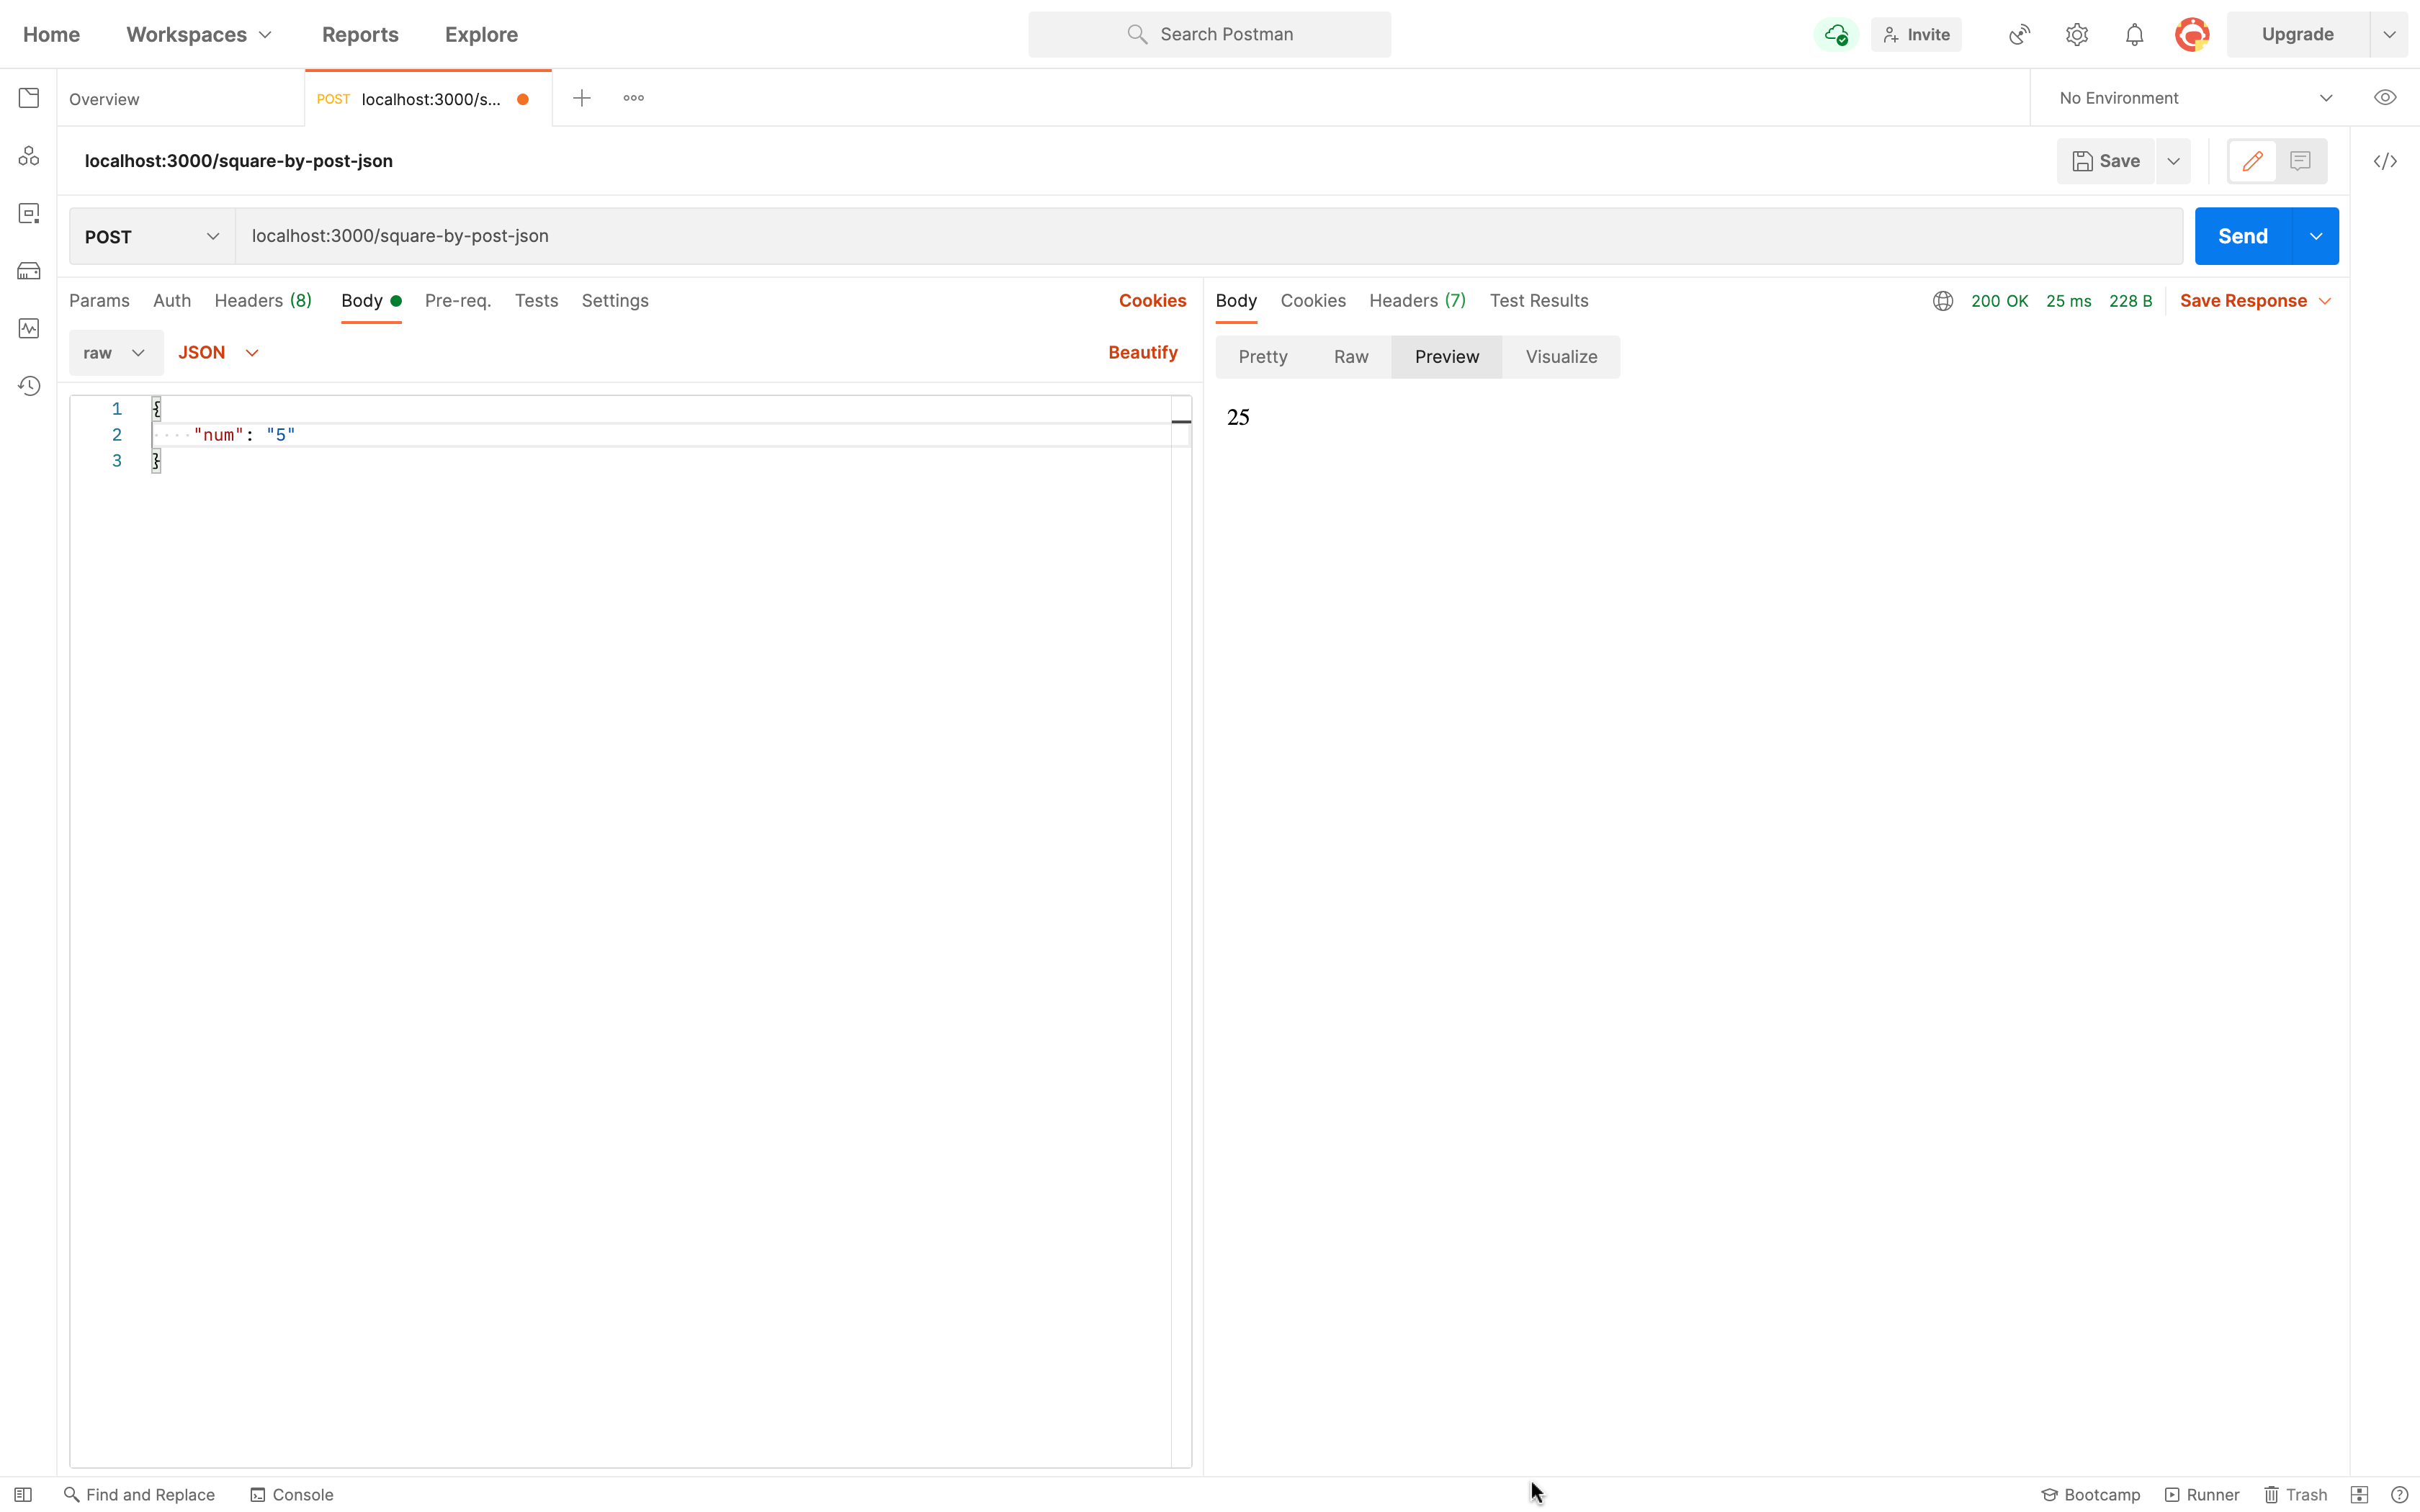 Home Workspaces Reports Explore Search Postman Invite Upgrade
Overview POST localhost:3000/s... No Environment
localhost:3000/square-by-post-json Save
POST localhost:3000/square-by-post-json Send
Params Auth Headers (8) Body Pre-req. Tests Settings Cookies
raw JSON Beautify
1 {
2 ····"num": "5"
3 }
Body Cookies Headers (7) Test Results 200 OK 25 ms 228 B Save Response
Pretty Raw Preview Visualize
25
Find and Replace Console Bootcamp Runner Trash